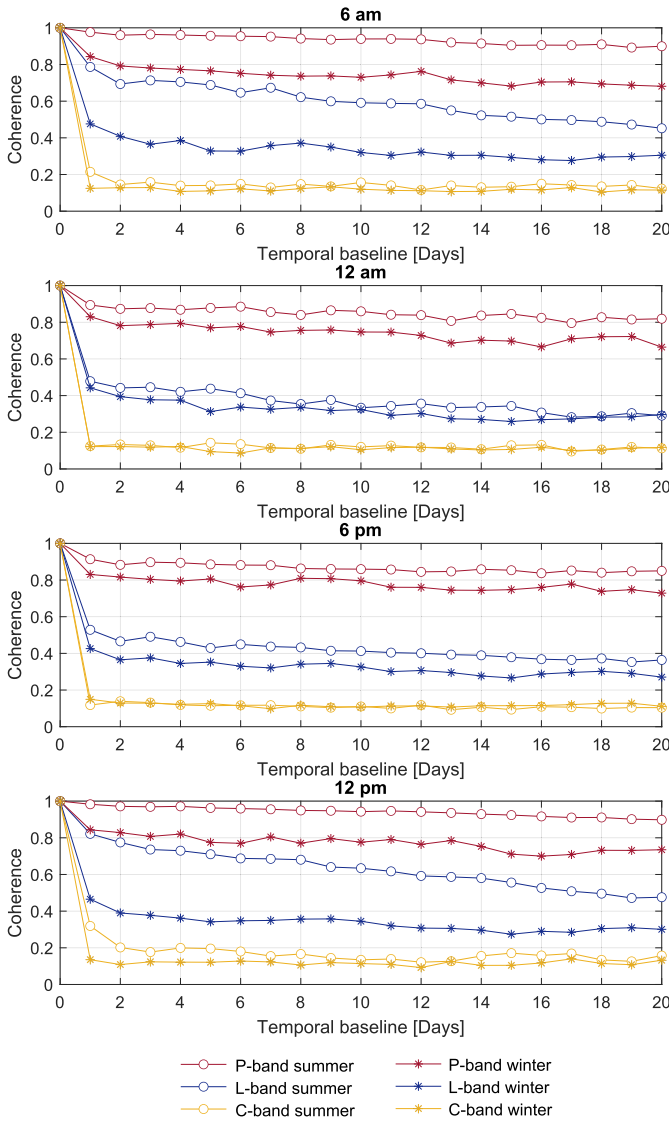 6 am
1
0.8
0.6
0.4
0.2
0
Coherence
0 2 4 6 8 10 12 14 16 18 20
Temporal baseline [Days]
12 am
1
0.8
0.6
0.4
0.2
0
Coherence
0 2 4 6 8 10 12 14 16 18 20
Temporal baseline [Days]
6 pm
1
0.8
0.6
0.4
0.2
0
Coherence
0 2 4 6 8 10 12 14 16 18 20
Temporal baseline [Days]
12 pm
1
0.8
0.6
0.4
0.2
0
Coherence
0 2 4 6 8 10 12 14 16 18 20
Temporal baseline [Days]
P-band summer P-band winter
L-band summer L-band winter
C-band summer C-band winter